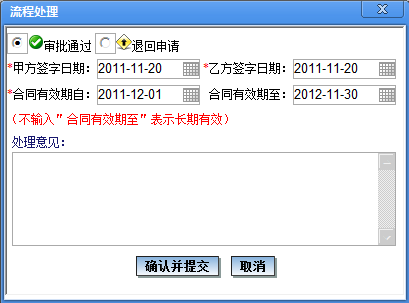 流程处理
审批通过 退回申请
*甲方签字日期: 2011-11-20 *乙方签字日期: 2011-11-20
*合同有效期自: 2011-12-01 合同有效期至: 2012-11-30
(不输入"合同有效期至"表示长期有效)
处理意见:
确认并提交 取消